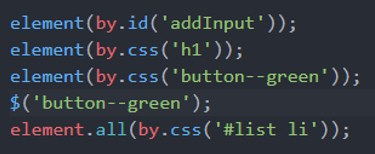 element(by.id('addInput'));
element(by.css('h1'));
element(by.css('button--green'));
$('button--green');
element.all(by.css('#list li'));